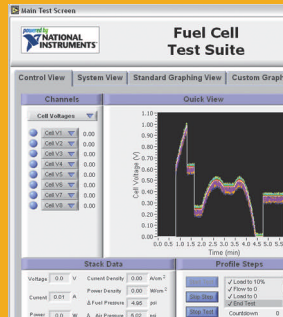 Main Test Screen
powered by
NATIONAL
INSTRUMENTS
Fuel Cell
Test Suite
Control View
System View
Standard Graphing View
Custom Graph
Channels
Cell Voltages
Cell V1 0.00
Cell V2 0.00
Cell V3 0.00
Cell V4 0.00
Cell V5 0.00
Cell V6 0.00
Cell V7 0.00
Cell V8 0.00
Quick View
Cell Voltage (V)
1.10
1.00
0.90
0.80
0.70
0.60
0.50
0.40
0.30
0.20
0.10
0.00
0.0 0.5 1.0 1.5 2.0 2.5 3.0 3.5 4.0 4.5 5.0 5.5
Time (min)
Stack Data
Voltage 0.0 V Current Density 0.00 A/cm²
Power Density 0.00 W/cm²
Current 0.01 A
Δ Fuel Pressure 4.95 psi
Power 0.0 W Δ Air Pressure 6.02 psi
Profile Steps
Load to 10%
Flow to 0
Load to 0
End Test
Skip Step
Stop Test
Countdown 0